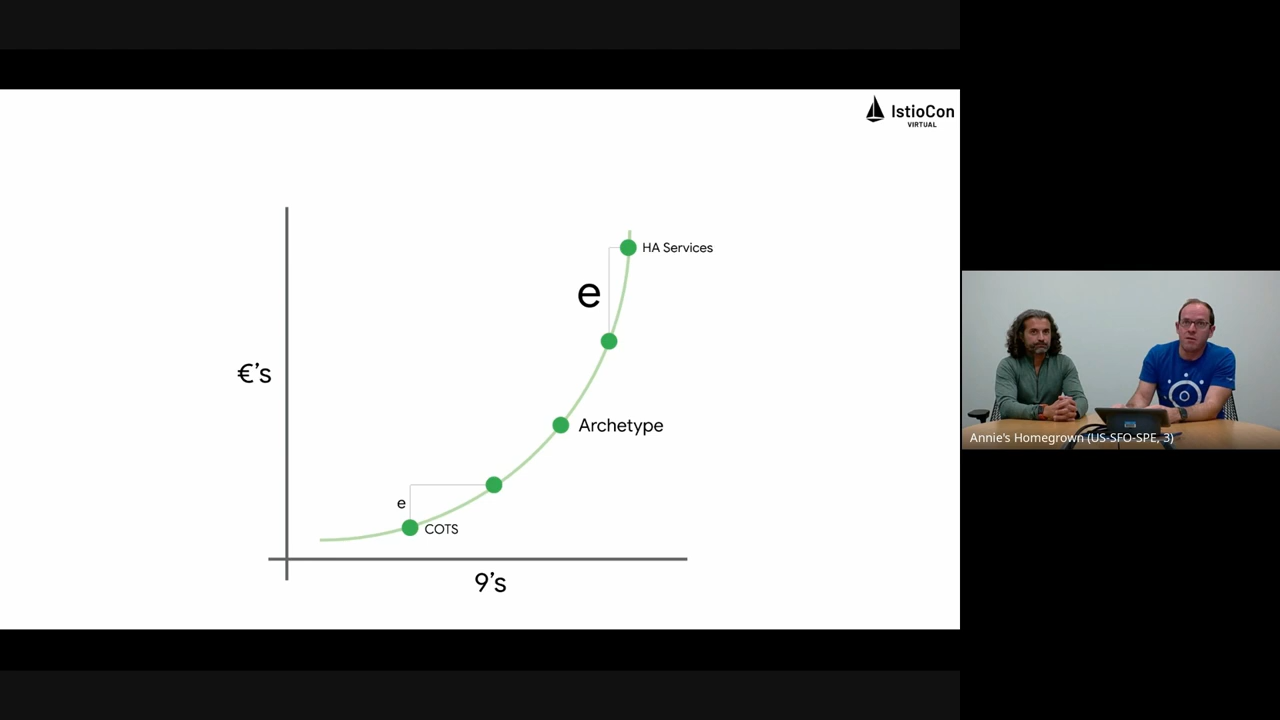 IstioCon
VIRTUAL
HA Services
e
€'s
Archetype
e
COTS
9's
Annie's Homegrown (US-SFO-SPE, 3)